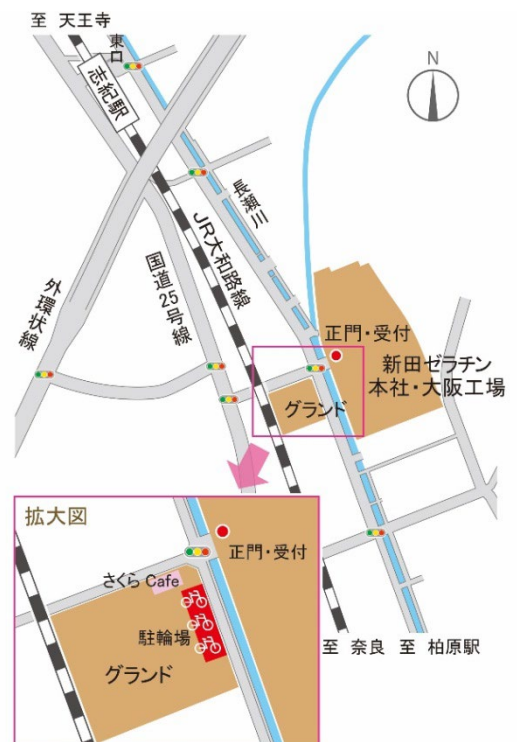 至 天王寺
東口
志紀駅
N
長瀬川
JR大和路線
国道25号線
外環状線
正門・受付
新田ゼラチン
本社・大阪工場
グランド
拡大図
正門・受付
さくら Cafe
駐輪場
グランド
至 奈良
至 柏原駅